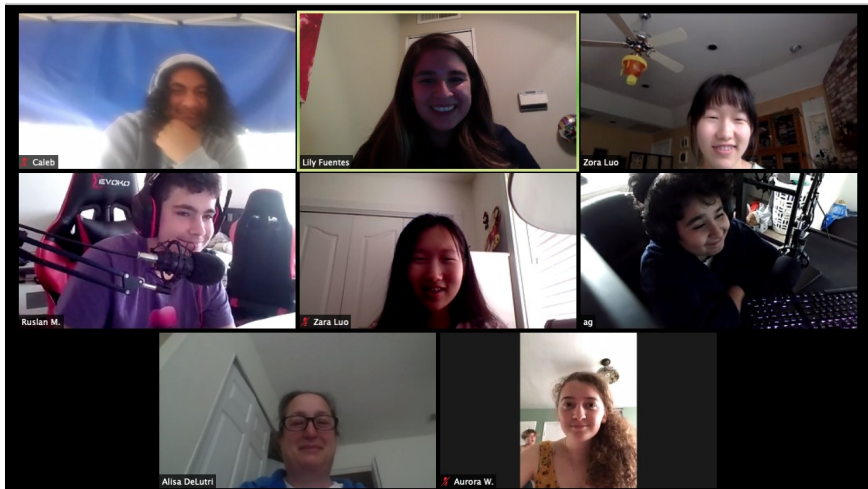 Caleb
Lily Fuentes
Zora Luo
EVOKO
Ruslan M.
Zara Luo
ag
Alisa DeLutri
Aurora W.